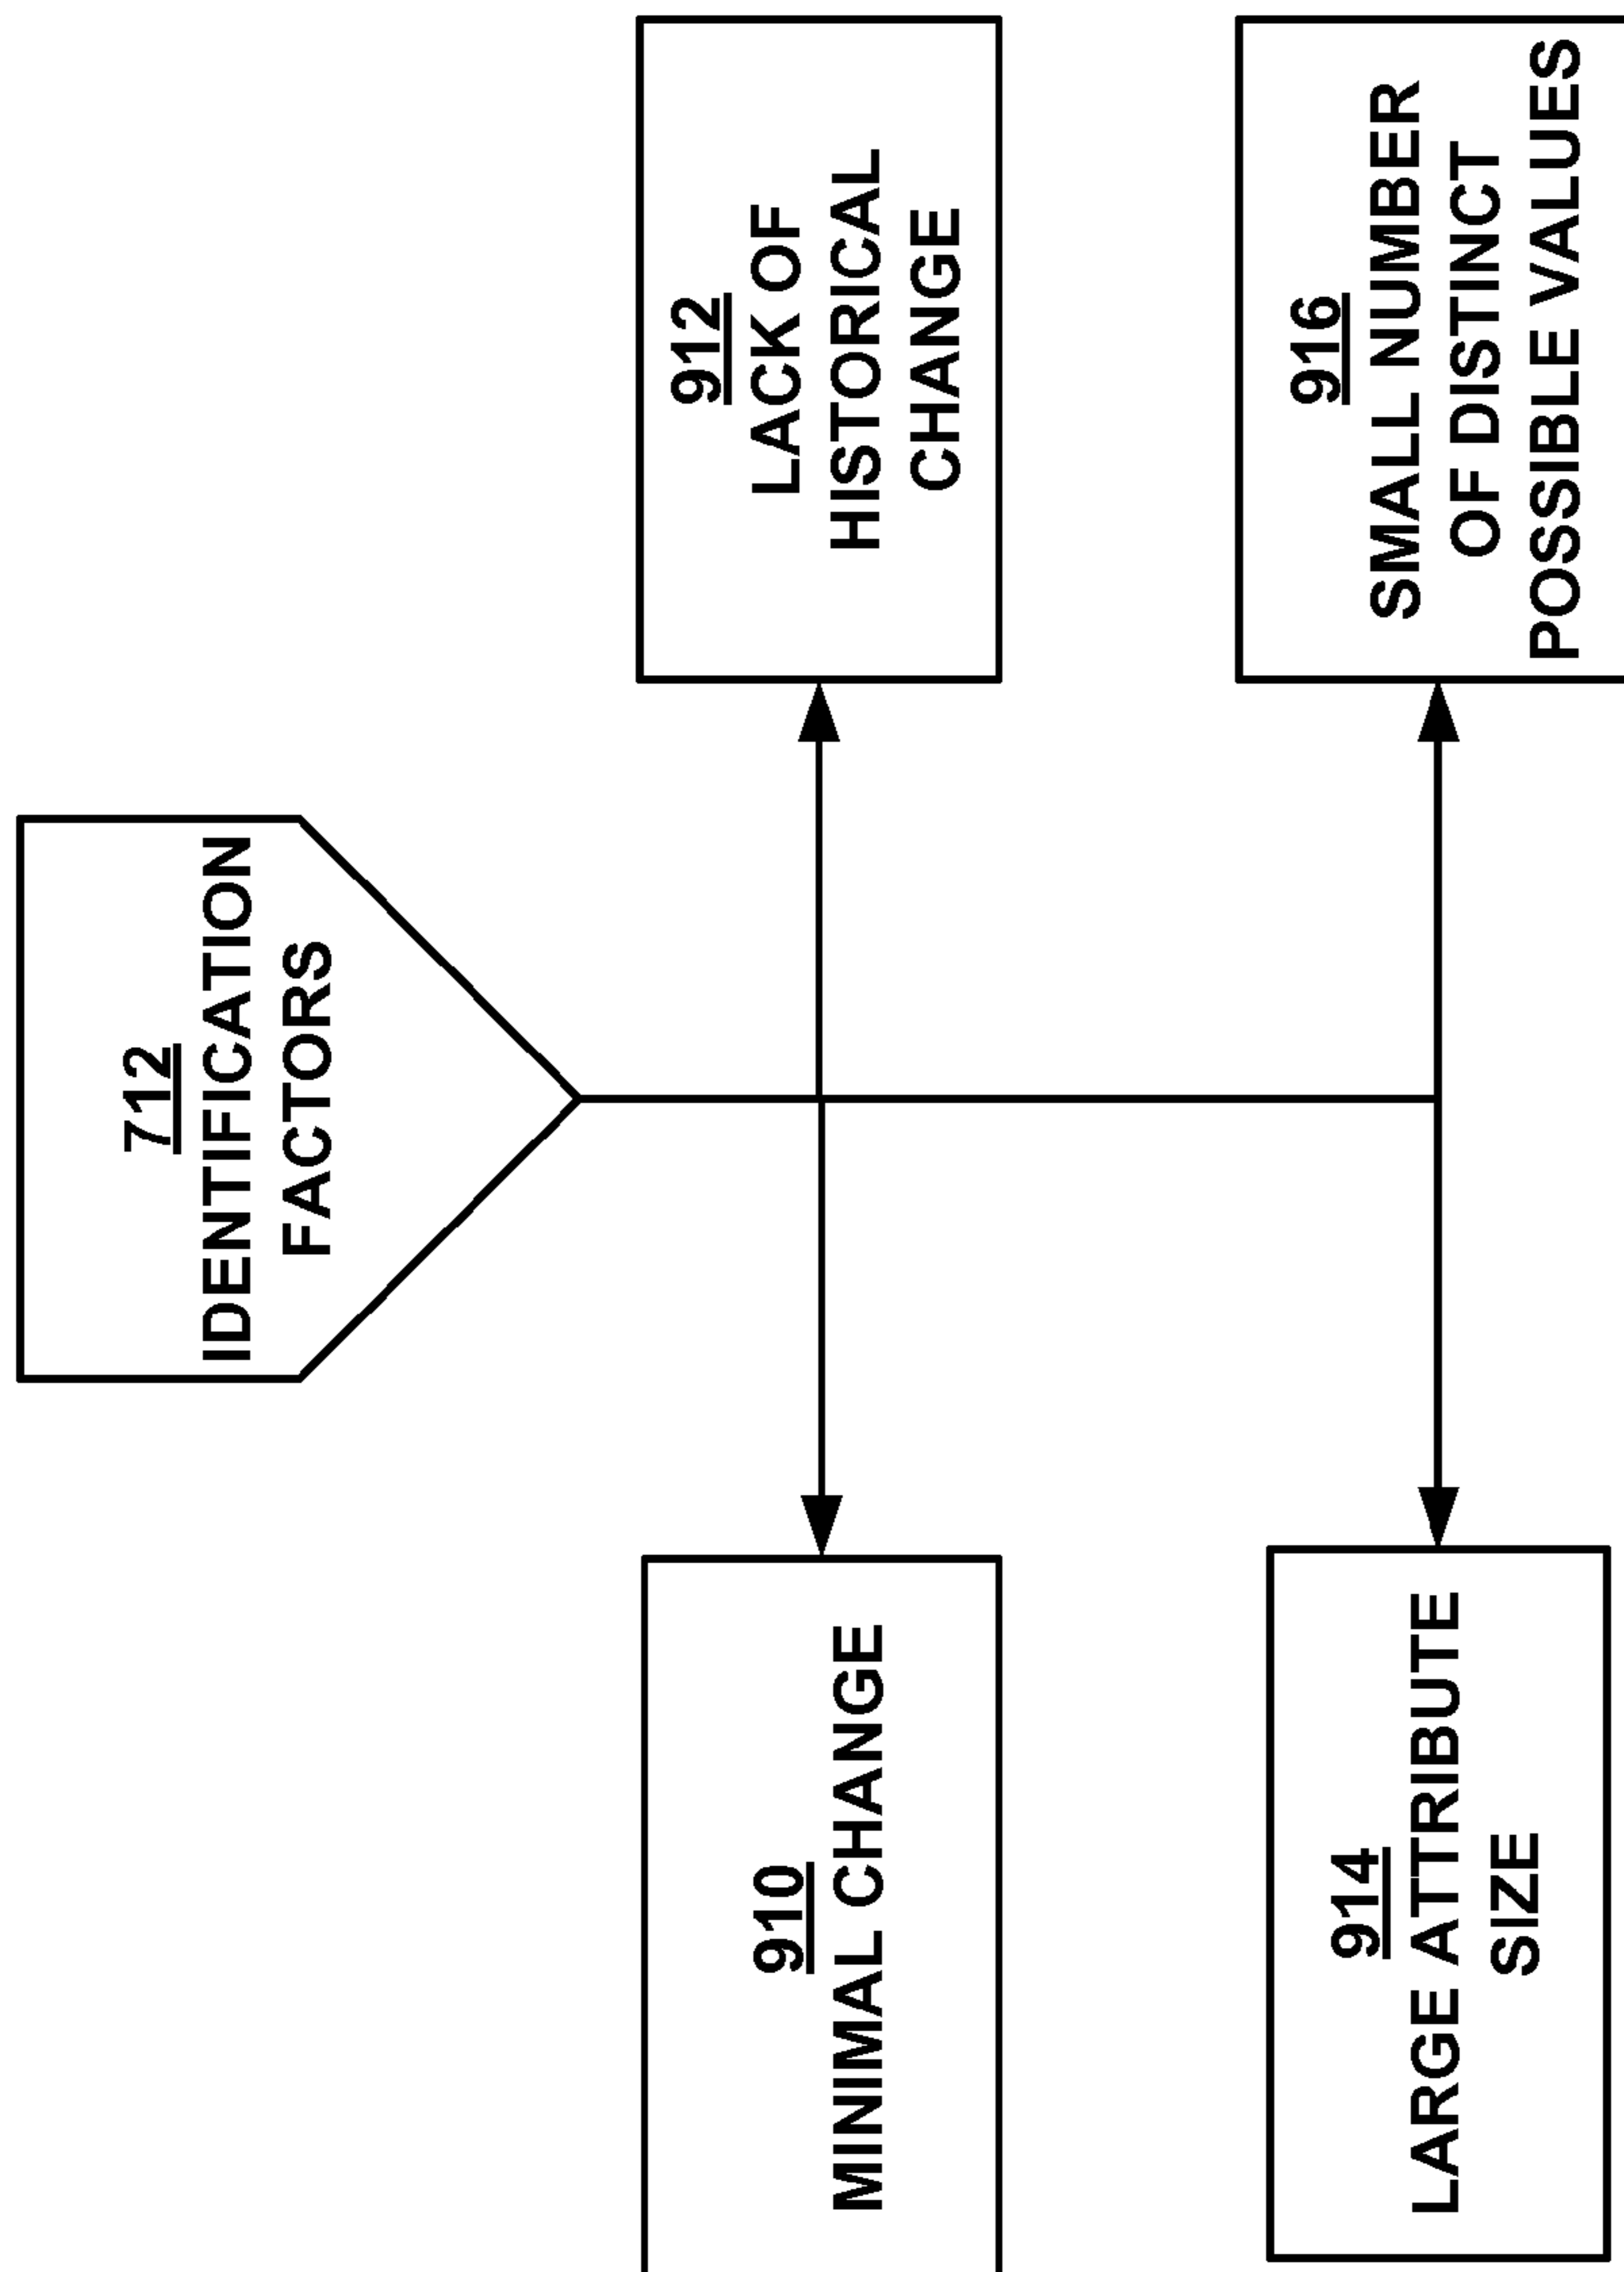 712
IDENTIFICATION
FACTORS
910
MINIMAL CHANGE
912
LACK OF
HISTORICAL
CHANGE
914
LARGE ATTRIBUTE
SIZE
916
SMALL NUMBER
OF DISTINCT
POSSIBLE VALUES